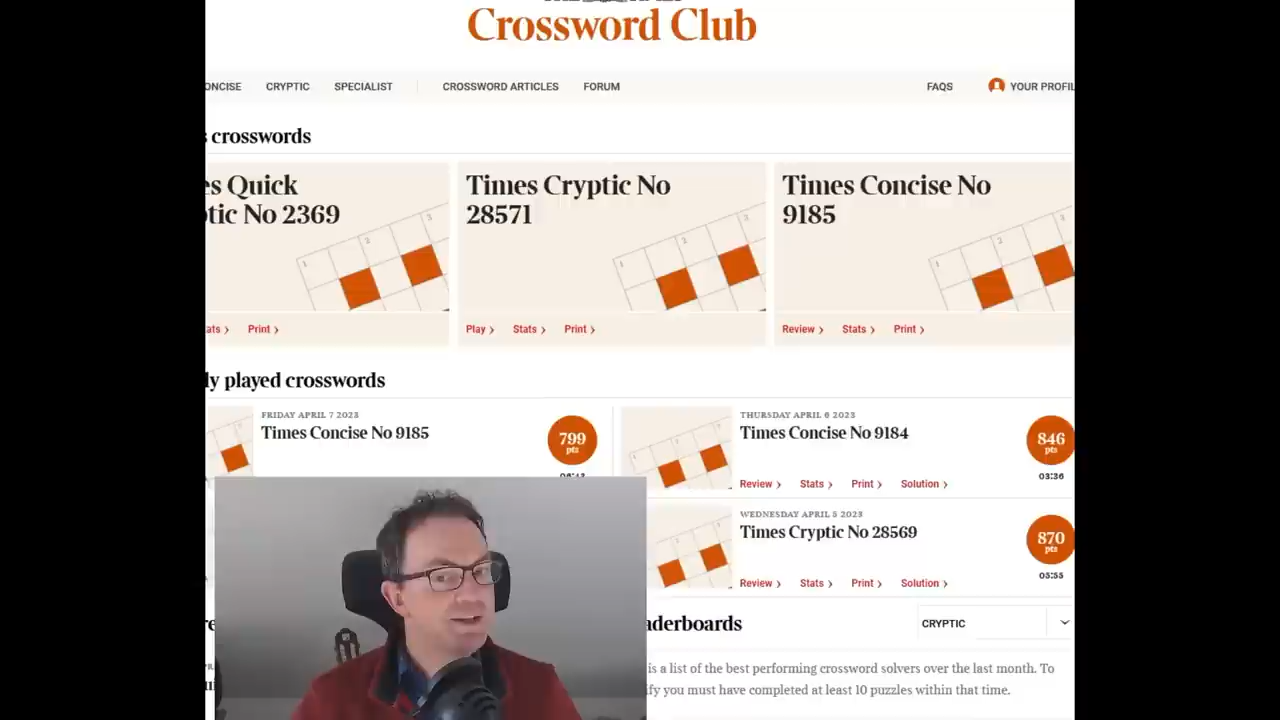 Crossword Club
ONCISE CRYPTIC SPECIALIST CROSSWORD ARTICLES FORUM FAQS YOUR PROFIL
s crosswords
es Quick
ptic No 2369
Times Cryptic No
28571
Times Concise No
9185
ats Print
Play Stats Print
Review Stats Print
ly played crosswords
FRIDAY APRIL 7 2023
Times Concise No 9185
799
pts
THURSDAY APRIL 6 2023
Times Concise No 9184
846
pts
03:36
Review Stats Print Solution
WEDNESDAY APRIL 5 2023
Times Cryptic No 28569
870
pts
05:55
Review Stats Print Solution
aderboards
CRYPTIC
is a list of the best performing crossword solvers over the last month. To
ify you must have completed at least 10 puzzles within that time.